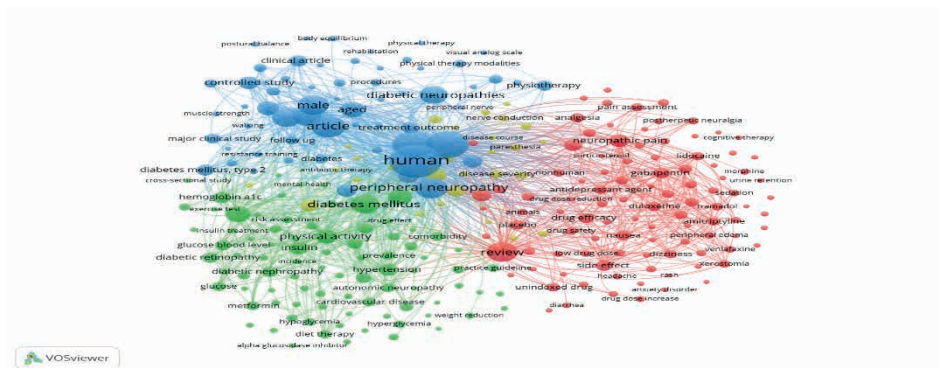 body equilibrium
postural balance
physical therapy
rehabilitation
visual analog scale
clinical article
physical therapy modalities
controlled study
procedures
physiotherapy
diabetic neuropathies
male
aged
peripheral nerve
pain assessment
muscle strength
nerve conduction
analgesia
postherpetic neuralgia
walking
article
treatment outcome
major clinical study
follow up
disease course
neuropathic pain
cognitive therapy
paresthesia
resistance training
diabetes
human
corticosteroid
lidocaine
diabetes mellitus, type 2
antibiotic therapy
disease severity
nonhuman
gabapentin
morphine
cross-sectional study
mental health
urine retention
peripheral neuropathy
antidepressant agent
sedation
hemoglobin a1c
drug dose reduction
diabetes mellitus
duloxetine
tramadol
exercise test
animals
risk assessment
drug effect
placebo
drug efficacy
amitriptyline
insulin treatment
physical activity
comorbidity
drug safety
nausea
peripheral edema
glucose blood level
insulin
venlafaxine
diabetic retinopathy
prevalence
review
low drug dose
dizziness
incidence
side effect
xerostomia
diabetic nephropathy
hypertension
practice guideline
headache
rash
glucose
autonomic neuropathy
unindexed drug
anxiety disorder
metformin
cardiovascular disease
diarrhea
drug dose increase
weight reduction
hypoglycemia
hyperglycemia
diet therapy
alpha glucosidase inhibitor
VOSviewer